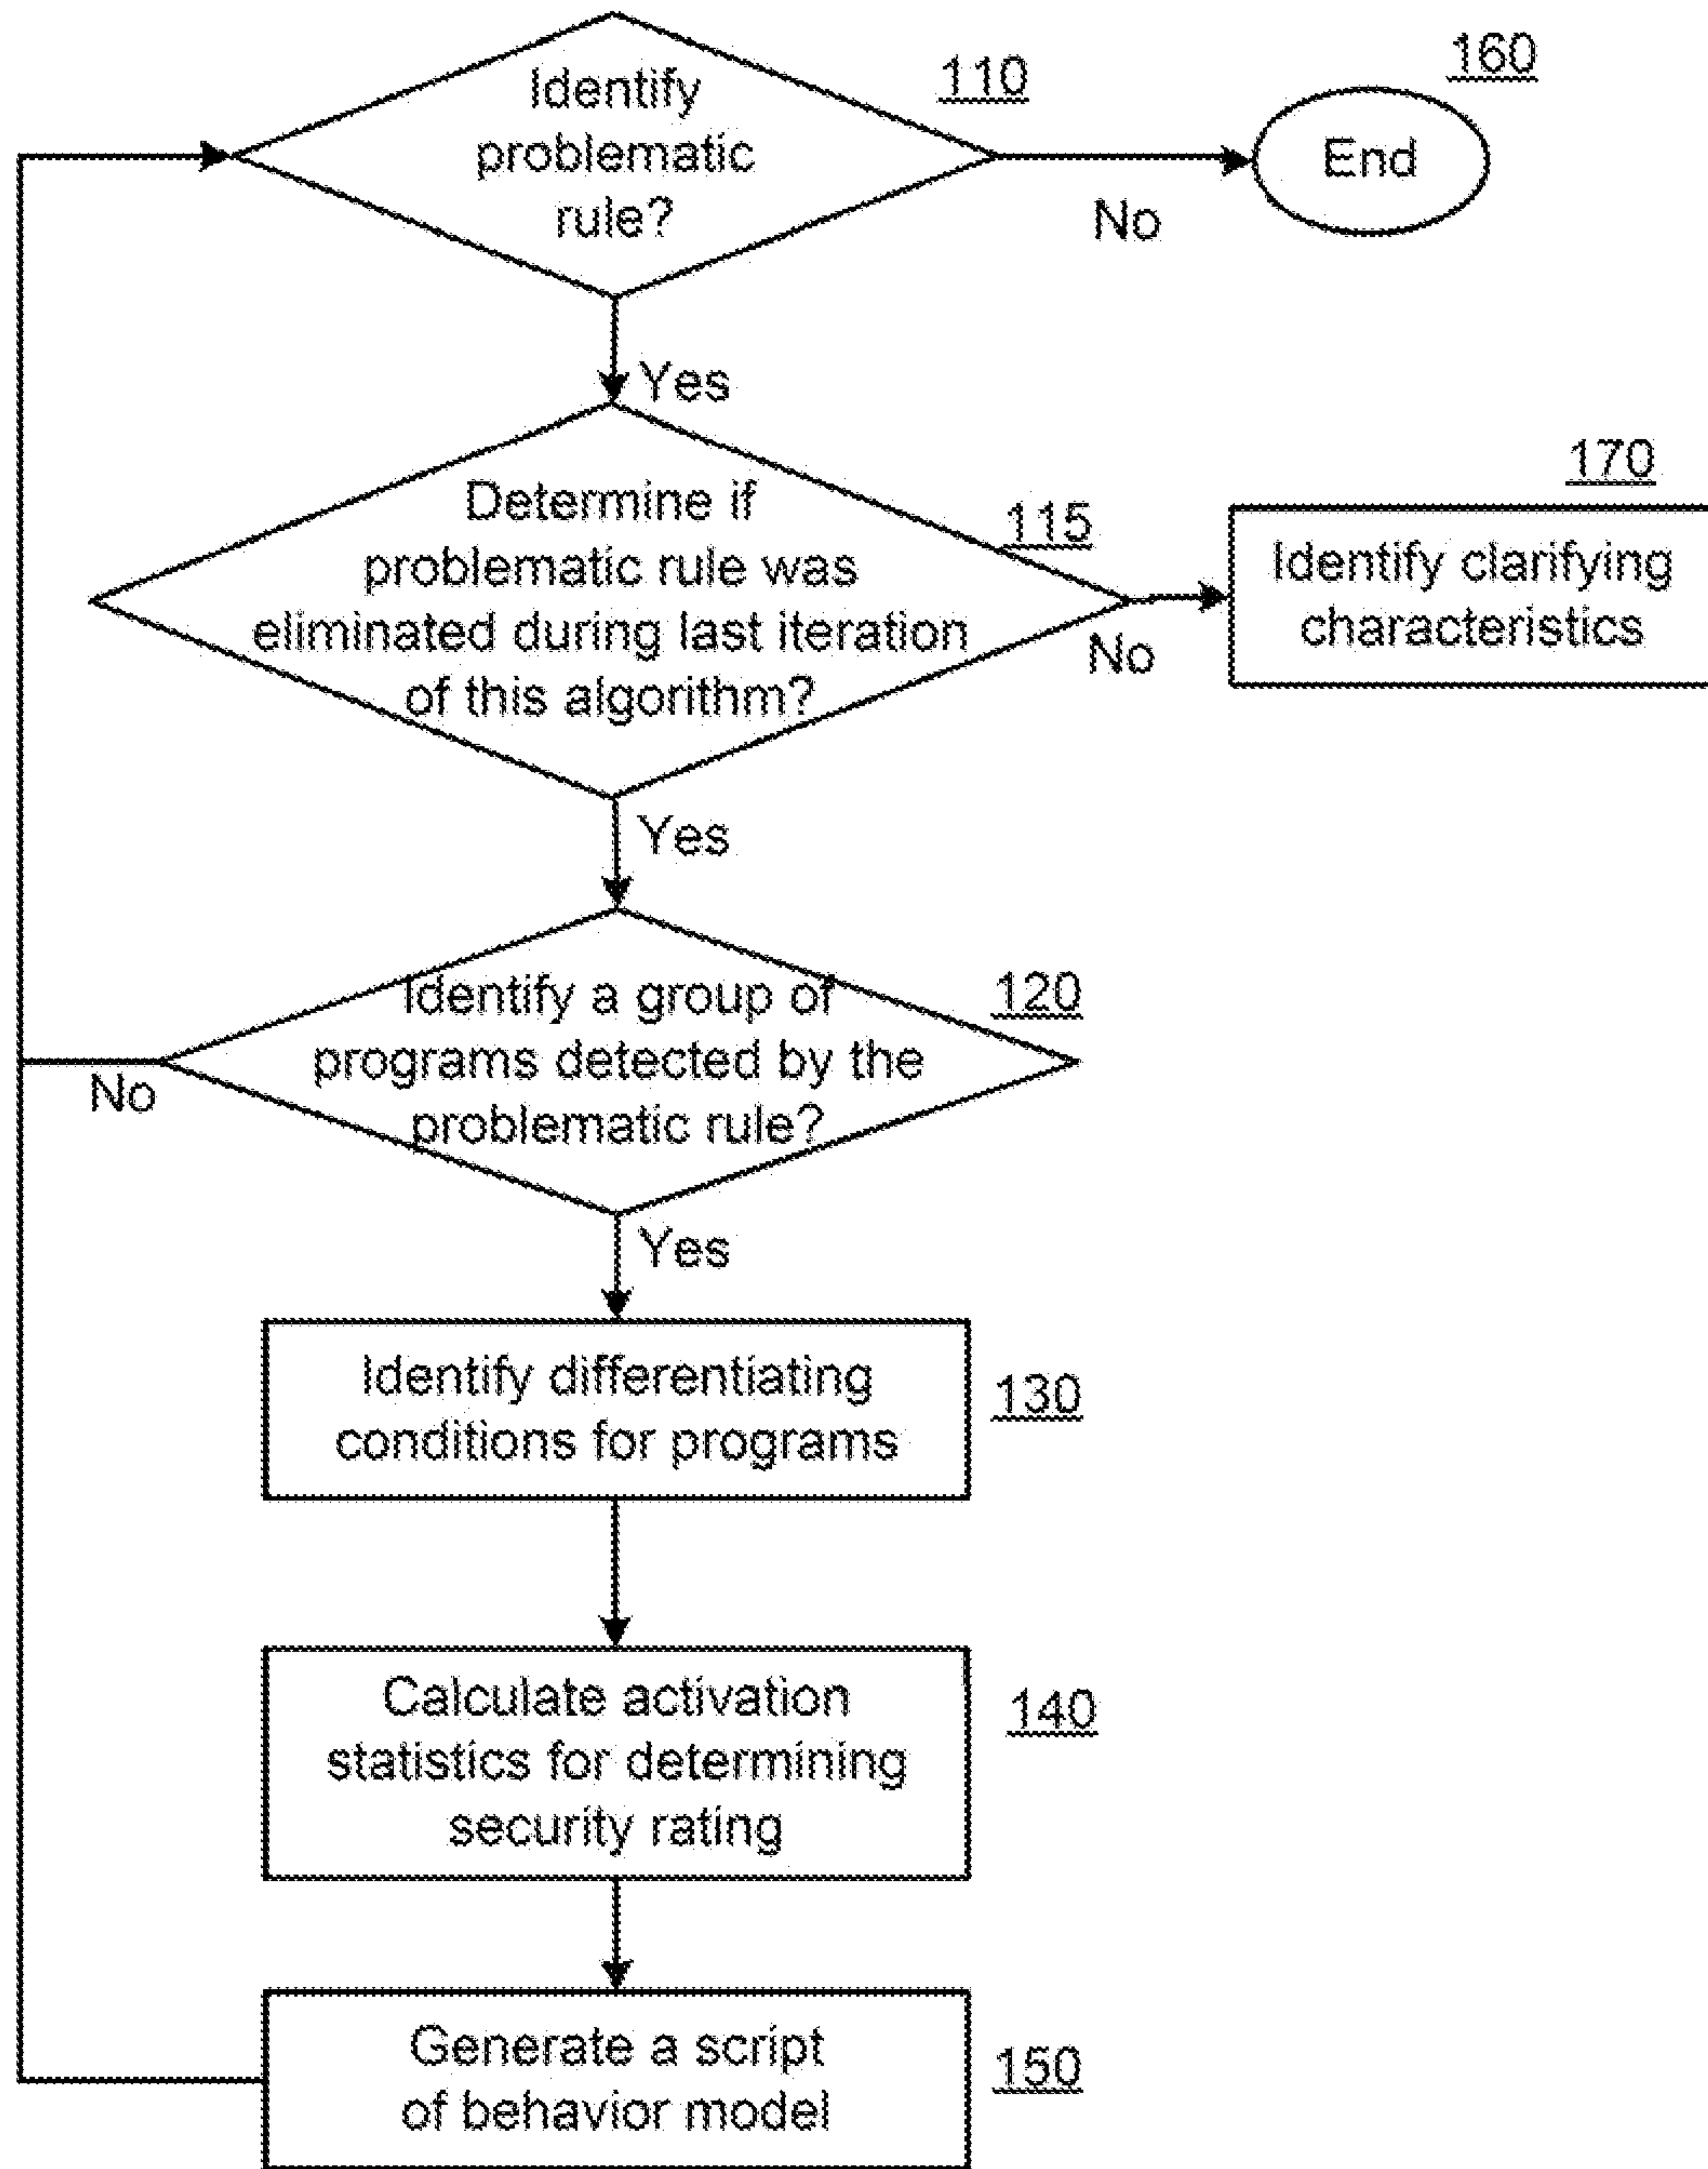 Identify
problematic
rule?
110
160
End
No
Yes
Determine if
problematic rule was
eliminated during last iteration
of this algorithm?
115
170
Identify clarifying
characteristics
No
Yes
Identify a group of
programs detected by the
problematic rule?
120
No
Yes
Identify differentiating
conditions for programs
130
Calculate activation
statistics for determining
security rating
140
Generate a script
of behavior model
150